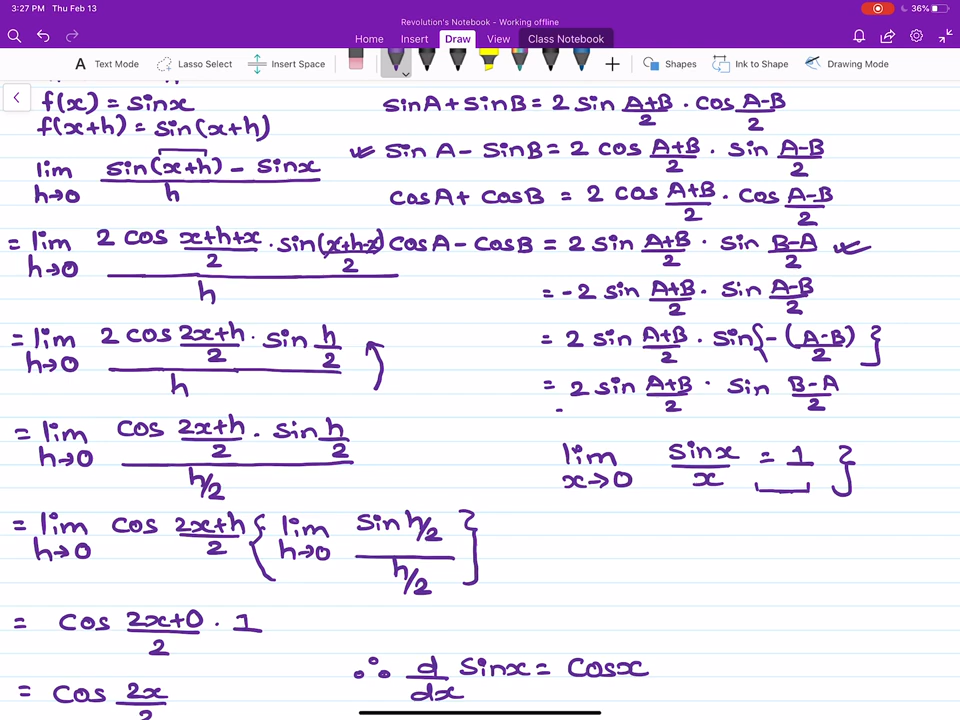 3:27 PM Thu Feb 13
36%
Revolution's Notebook - Working offline
Home Insert Draw View Class Notebook
A Text Mode Lasso Select Insert Space Shapes Ink to Shape Drawing Mode
f(x) = sinx
f(x+h) = sin(x+h)
lim h→0 (sin(x+h) - sinx)/h
= lim h→0 (2 cos (x+h+x)/2 . sin (x+h-x)/2)/h
= lim h→0 (2 cos (2x+h)/2 . sin h/2)/h
= lim h→0 (cos (2x+h)/2 . sin h/2)/(h/2)
= lim h→0 cos (2x+h)/2 { lim h→0 (sin h/2)/(h/2) }
= cos (2x+0)/2 . 1
= cos 2x/2
sinA + sinB = 2 sin (A+B)/2 . cos (A-B)/2
sin A - sinB = 2 cos (A+B)/2 . sin (A-B)/2
cosA + cosB = 2 cos (A+B)/2 . cos (A-B)/2
cosA - cosB = 2 sin (A+B)/2 . sin (B-A)/2
= -2 sin (A+B)/2 . sin (A-B)/2
= 2 sin (A+B)/2 . sin{ - (A-B)/2 }
= 2 sin (A+B)/2 . sin (B-A)/2
lim x→0 sinx/x = 1 }
∴ d/dx sinx = cosx